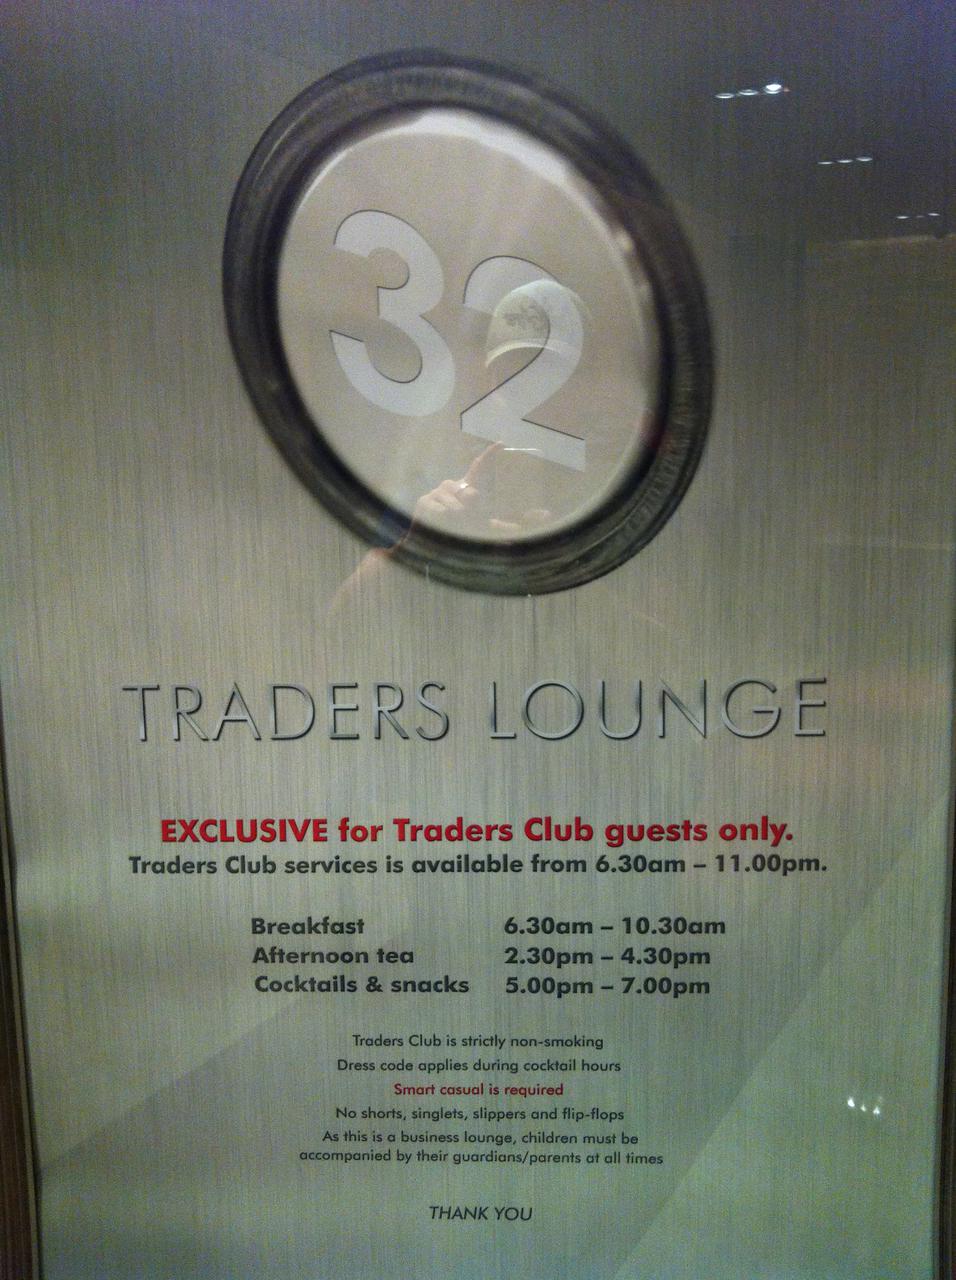 32
TRADERS LOUNGE
EXCLUSIVE for Traders Club guests only.
Traders Club services is available from 6.30am – 11.00pm.
Breakfast 6.30am – 10.30am
Afternoon tea 2.30pm – 4.30pm
Cocktails & snacks 5.00pm – 7.00pm
Traders Club is strictly non-smoking
Dress code applies during cocktail hours
Smart casual is required
No shorts, singlets, slippers and flip-flops
As this is a business lounge, children must be
accompanied by their guardians/parents at all times
THANK YOU